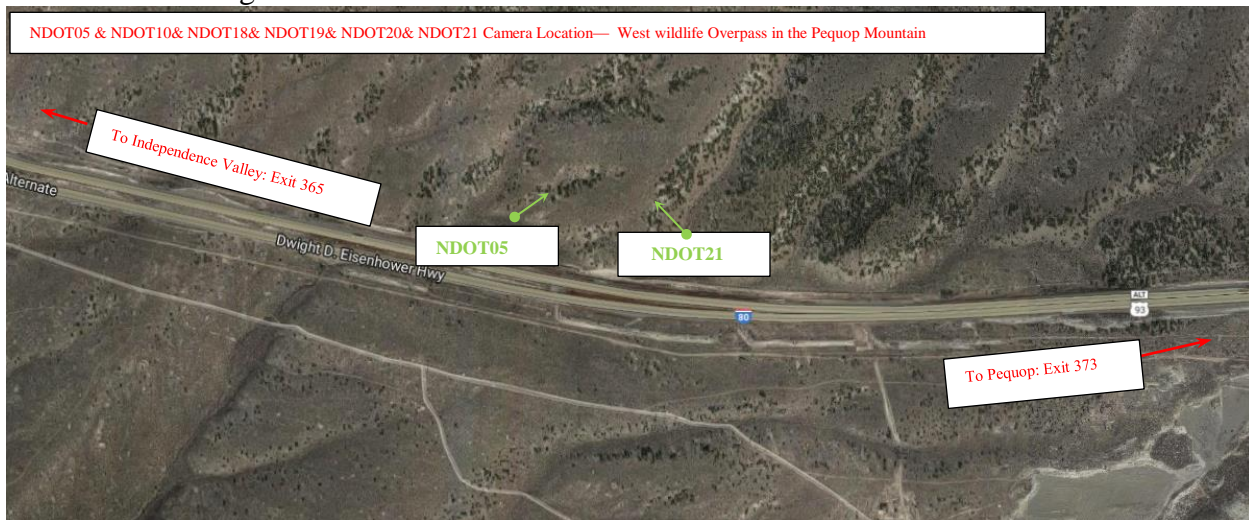 NDOT05 & NDOT10& NDOT18& NDOT19& NDOT20& NDOT21 Camera Location— West wildlife Overpass in the Pequop Mountain
To Independence Valley: Exit 365
Alternate
NDOT05
NDOT21
Dwight D. Eisenhower Hwy
80
ALT
93
To Pequop: Exit 373